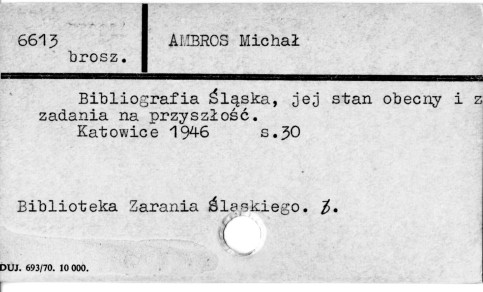 6613
brosz.
AMBROS Michał
Bibliografia Śląska, jej stan obecny i z
zadania na przyszłość.
Katowice 1946 s.30
Biblioteka Zarania Śląskiego. Z.
DUJ. 693/70. 10 000.